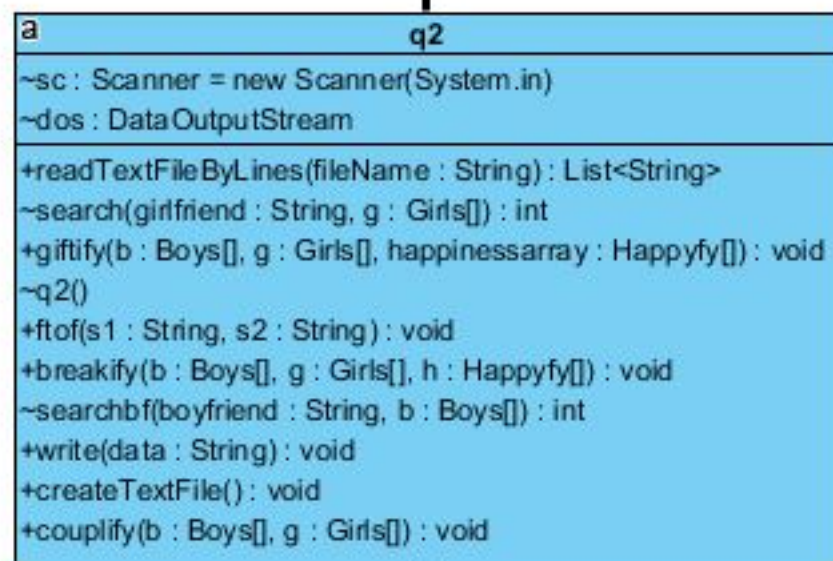 a
q2
~sc : Scanner = new Scanner(System.in)
~dos : DataOutputStream
+readTextFileByLines(fileName : String) : List<String>
~search(girlfriend : String, g : Girls[]) : int
+giftify(b : Boys[], g : Girls[], happinessarray : Happyfy[]) : void
~q2()
+ftof(s1 : String, s2 : String) : void
+breakify(b : Boys[], g : Girls[], h : Happyfy[]) : void
~searchbf(boyfriend : String, b : Boys[]) : int
+write(data : String) : void
+createTextFile() : void
+couplify(b : Boys[], g : Girls[]) : void